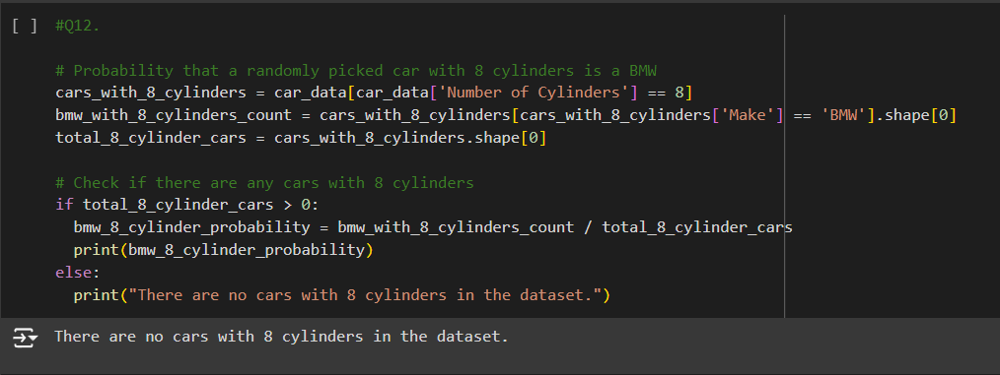 [ ] #Q12.
# Probability that a randomly picked car with 8 cylinders is a BMW
cars_with_8_cylinders = car_data[car_data['Number of Cylinders'] == 8]
bmw_with_8_cylinders_count = cars_with_8_cylinders[cars_with_8_cylinders['Make'] == 'BMW'].shape[0]
total_8_cylinder_cars = cars_with_8_cylinders.shape[0]
# Check if there are any cars with 8 cylinders
if total_8_cylinder_cars > 0:
  bmw_8_cylinder_probability = bmw_with_8_cylinders_count / total_8_cylinder_cars
  print(bmw_8_cylinder_probability)
else:
  print("There are no cars with 8 cylinders in the dataset.")
There are no cars with 8 cylinders in the dataset.